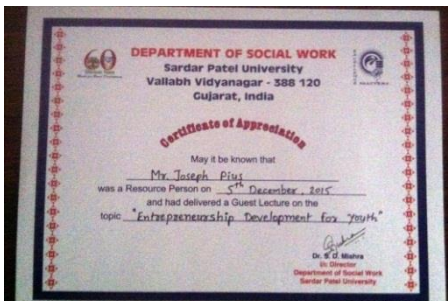 60
DEPARTMENT OF SOCIAL WORK
Sardar Patel University
Vallabh Vidyanagar - 388 120
Gujarat, India
Certificate of Appreciation
May it be known that
Mr. Joseph Pius
was a Resource Person on 5th December, 2015
and had delivered a Guest Lecture on the
topic "Entrepreneurship Development for Youth"
Dr. S. D. Mishra
I/c Director
Department of Social Work
Sardar Patel University